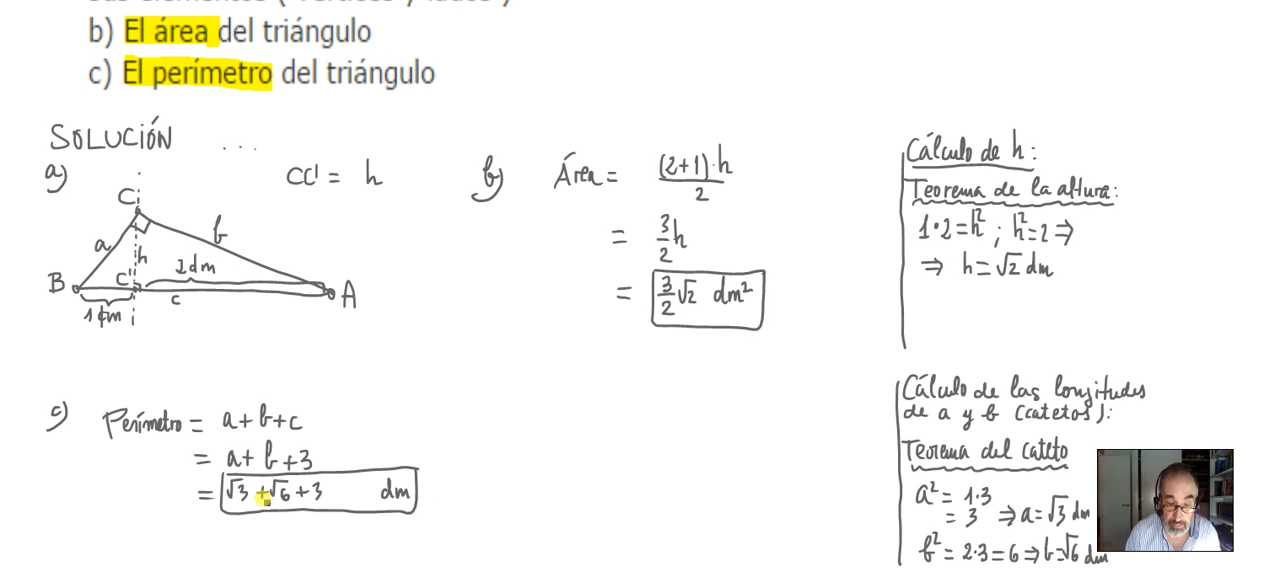 b) El área del triángulo
c) El perímetro del triángulo
SOLUCIÓN ...
a)
CC' = h
C
a
b
h
B
C'
2dm
c
A
1 dm
b) Área = (2+1)·h / 2
= 3/2 h
= 3/2 √2 dm²
Cálculo de h:
Teorema de la altura:
1·2=h² ; h²=2 ⇒
⇒ h=√2 dm
c) Perímetro = a+b+c
= a+b+3
= √3+√6+3 dm
Cálculo de las longitudes
de a y b (catetos):
Teorema del cateto
a² = 1·3
= 3 ⇒ a=√3 dm
b² = 2·3=6 ⇒ b=√6 dm